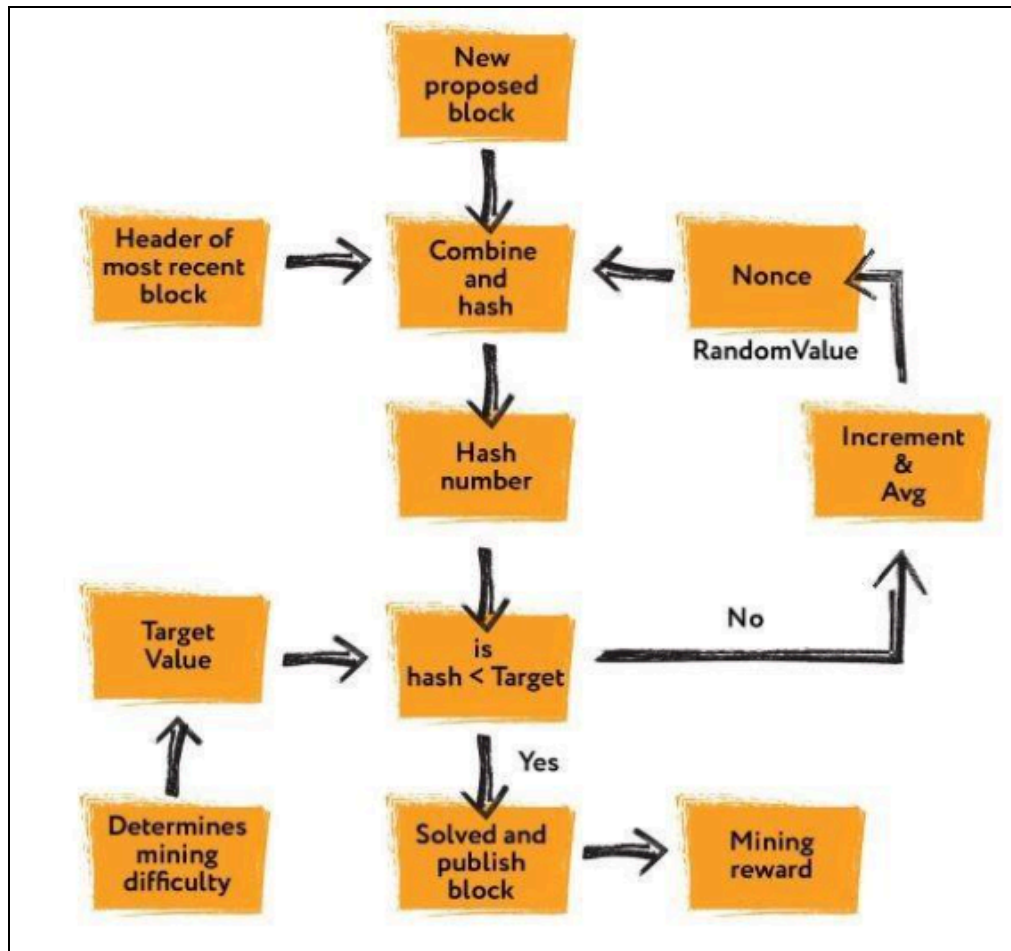 New
proposed
block
Header of
most recent
block
Combine
and
hash
Nonce
RandomValue
Hash
number
Increment
&
Avg
Target
Value
is
hash < Target
No
Yes
Determines
mining
difficulty
Solved and
publish
block
Mining
reward